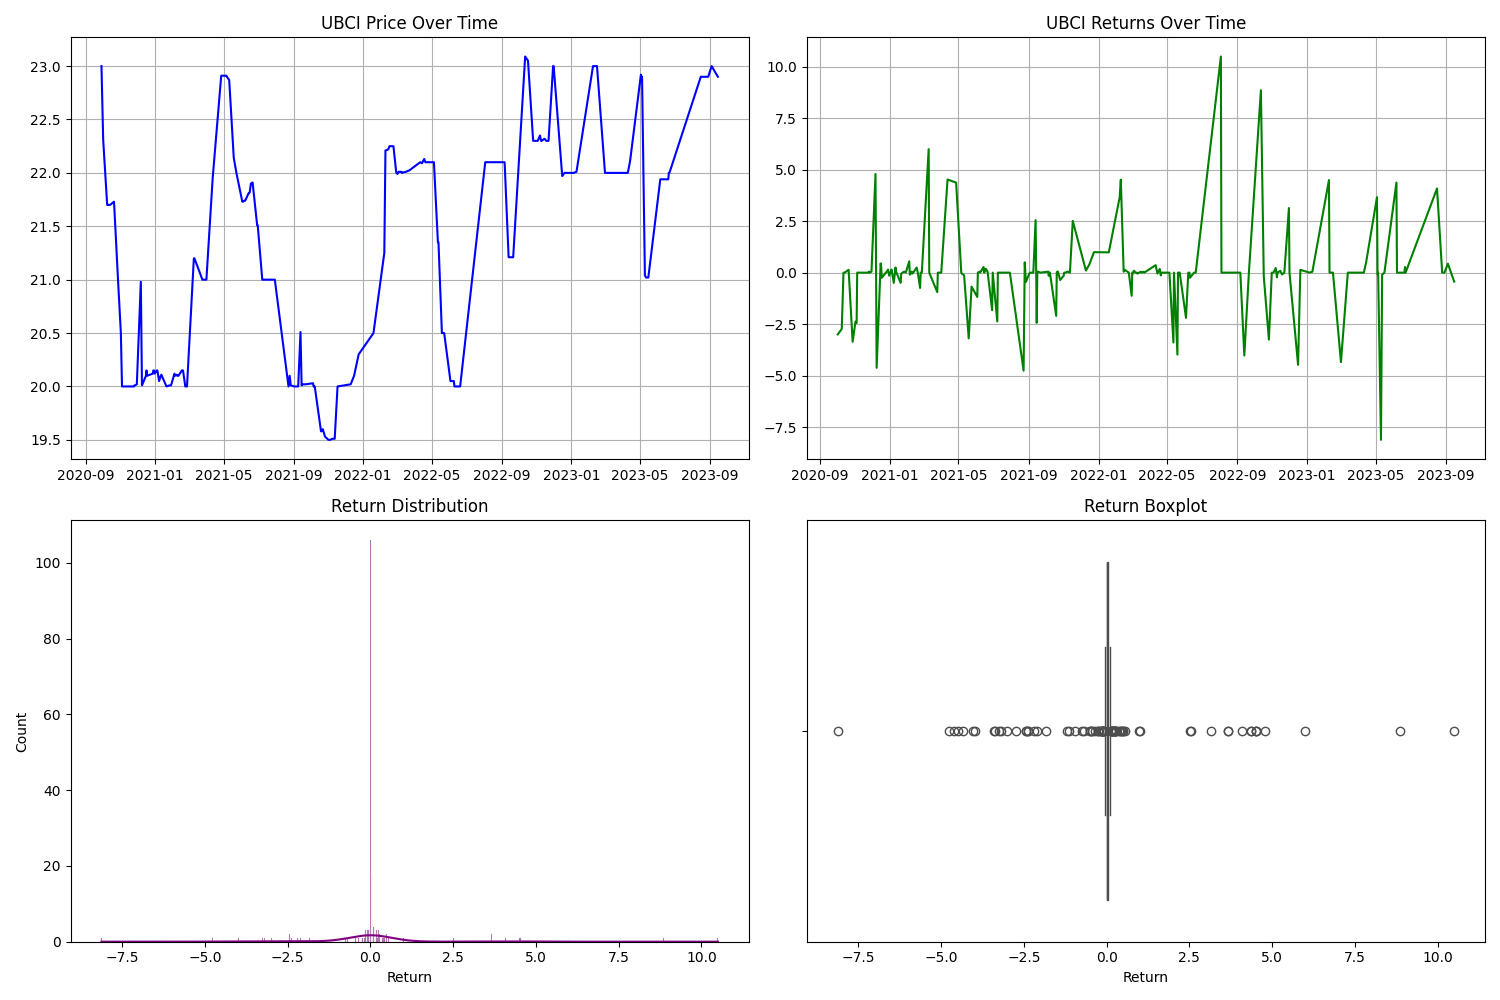 UBCI Price Over Time
23.0
22.5
22.0
21.5
21.0
20.5
20.0
19.5
2020-09 2021-01 2021-05 2021-09 2022-01 2022-05 2022-09 2023-01 2023-05 2023-09
UBCI Returns Over Time
10.0
7.5
5.0
2.5
0.0
−2.5
−5.0
−7.5
2020-09 2021-01 2021-05 2021-09 2022-01 2022-05 2022-09 2023-01 2023-05 2023-09
Return Distribution
Count
100
80
60
40
20
0
−7.5 −5.0 −2.5 0.0 2.5 5.0 7.5 10.0
Return
Return Boxplot
−7.5 −5.0 −2.5 0.0 2.5 5.0 7.5 10.0
Return